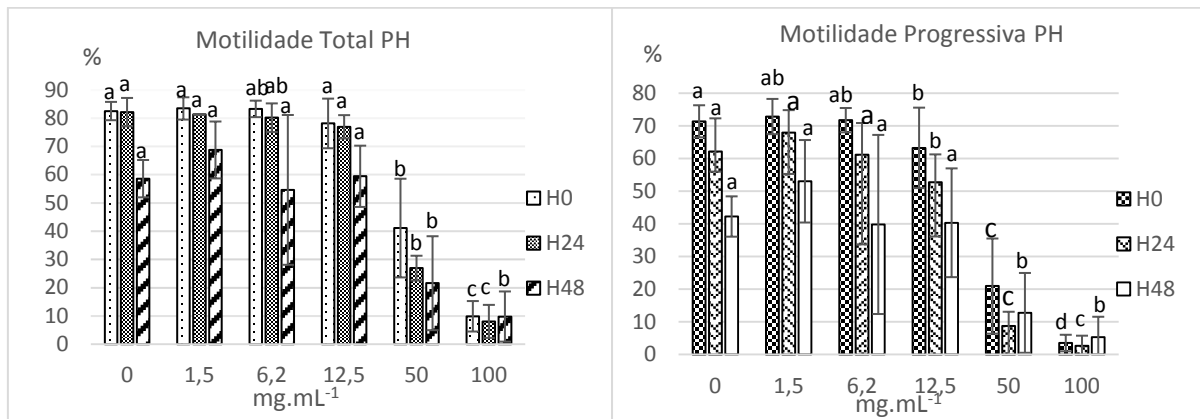 Motilidade Total PH
%
90
80
70
60
50
40
30
20
10
0
a a a
a a a
ab ab a
a a a
b b b
c c b
0 1,5 6,2 12,5 50 100
mg.mL⁻¹
H0
H24
H48
Motilidade Progressiva PH
%
80
70
60
50
40
30
20
10
0
a a a
ab a a
ab a a
b b a
c c b
d c b
0 1,5 6,2 12,5 50 100
mg.mL⁻¹
H0
H24
H48